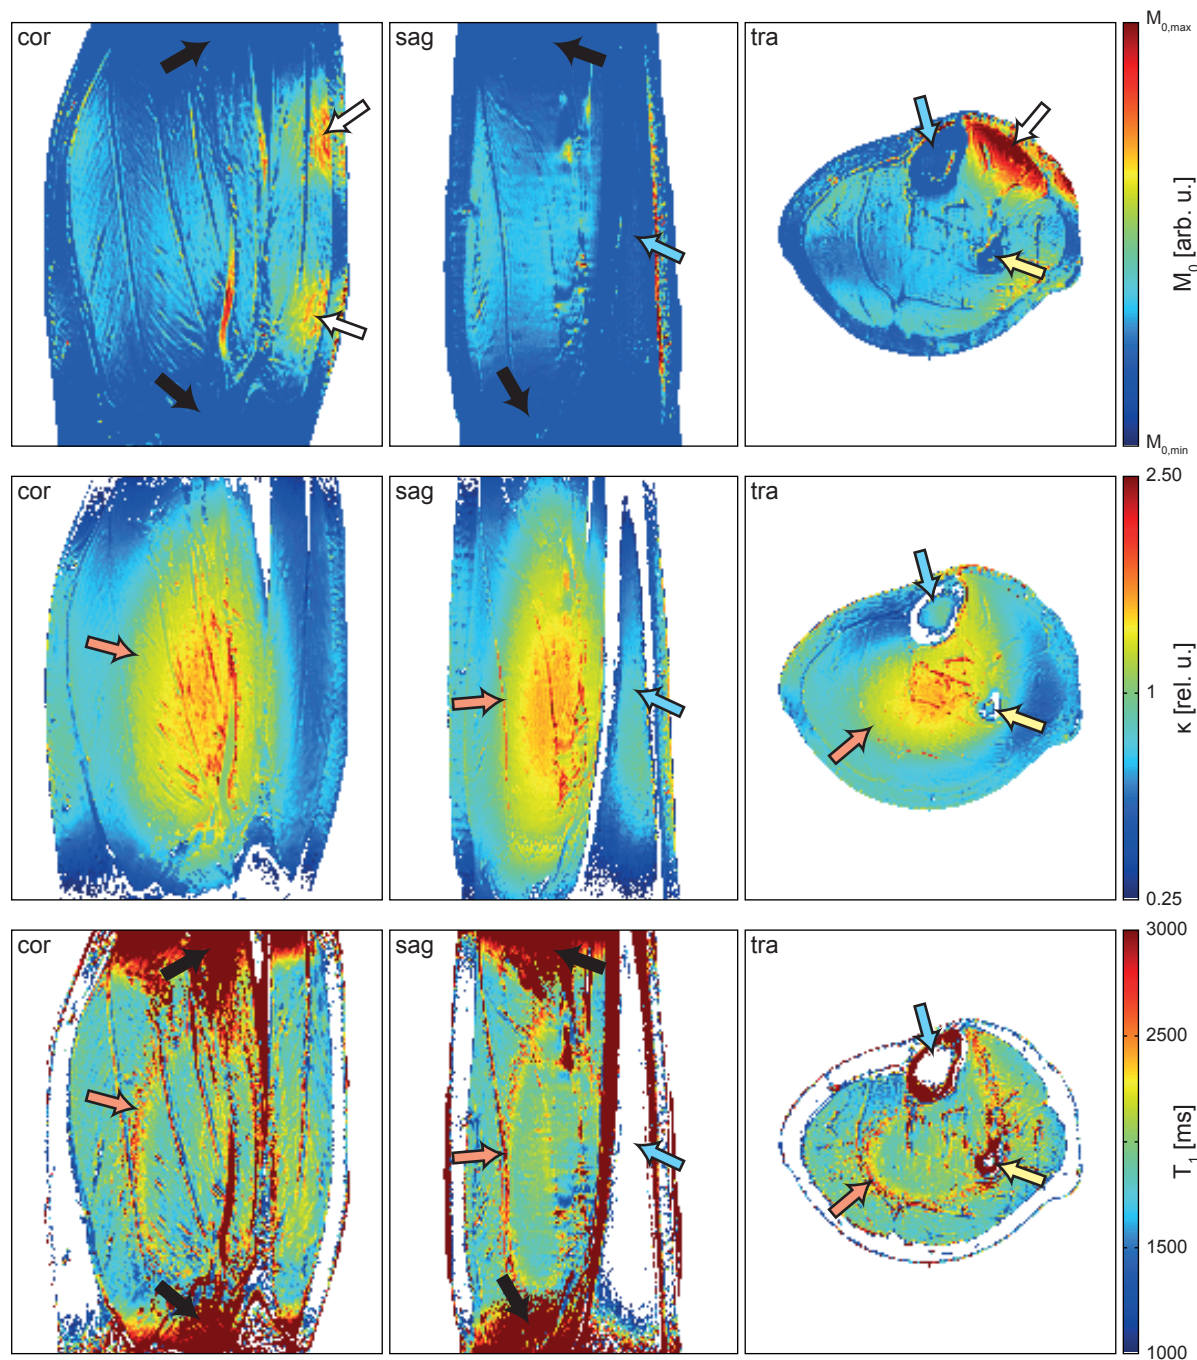 cor
sag
tra
M0,max
M0 [arb. u.]
M0,min
cor
sag
tra
2.50
1
κ [rel. u.]
0.25
cor
sag
tra
3000
2500
T1 [ms]
1500
1000